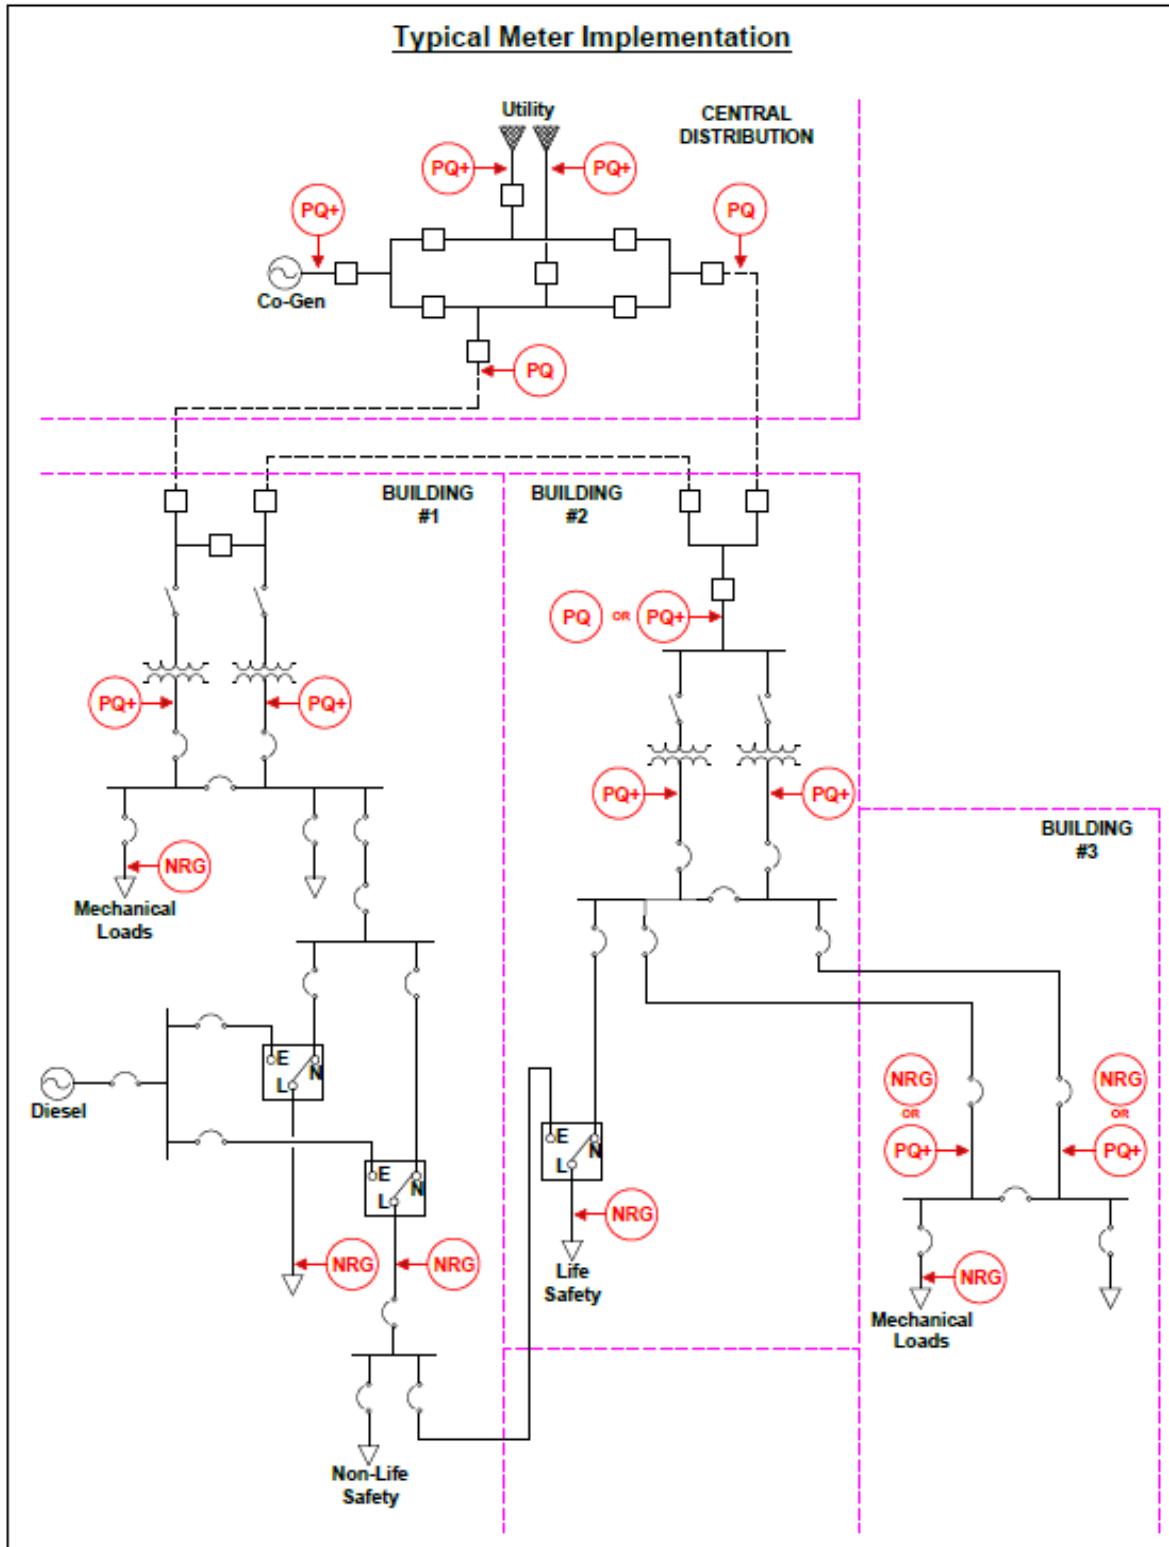 Typical Meter Implementation
Utility
CENTRAL
DISTRIBUTION
PQ+
PQ+
PQ+
PQ
Co-Gen
PQ
BUILDING
#1
BUILDING
#2
PQ OR PQ+
PQ+
PQ+
PQ+
PQ+
BUILDING
#3
NRG
Mechanical
Loads
E
N
L
Diesel
E
N
L
E
N
L
NRG
OR
PQ+
NRG
OR
PQ+
NRG
NRG
NRG
Life
Safety
NRG
Mechanical
Loads
Non-Life
Safety